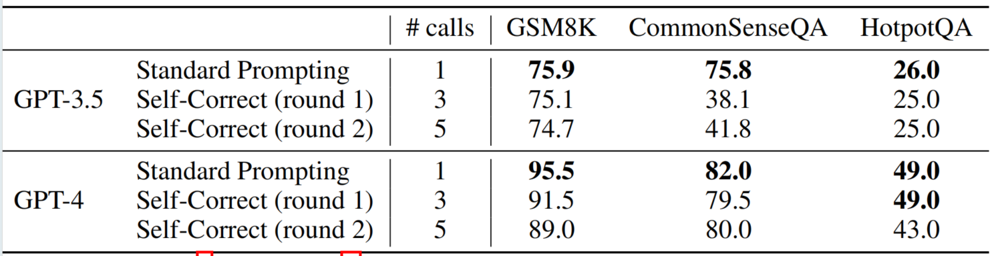 # calls GSM8K CommonSenseQA HotpotQA
Standard Prompting 1 75.9 75.8 26.0
GPT-3.5 Self-Correct (round 1) 3 75.1 38.1 25.0
Self-Correct (round 2) 5 74.7 41.8 25.0
Standard Prompting 1 95.5 82.0 49.0
GPT-4 Self-Correct (round 1) 3 91.5 79.5 49.0
Self-Correct (round 2) 5 89.0 80.0 43.0